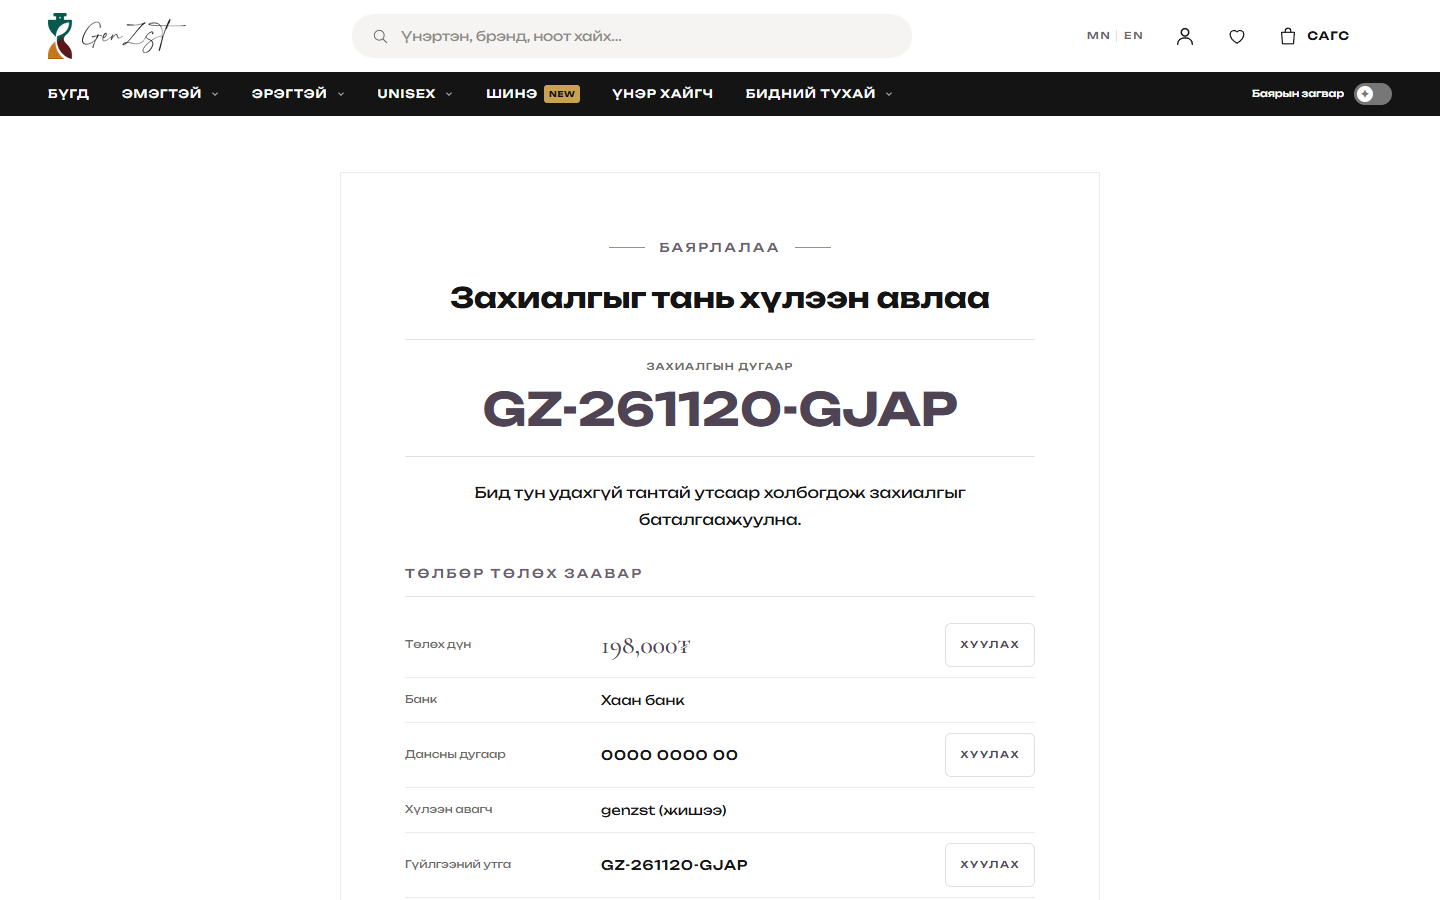 GenZst
Үнэртэн, брэнд, ноот хайх...
MN | EN
САГС
БҮГД
ЭМЭГТЭЙ
ЭРЭГТЭЙ
UNISEX
ШИНЭ NEW
ҮНЭР ХАЙГЧ
БИДНИЙ ТУХАЙ
Баярын загвар
БАЯРЛАЛАА
Захиалгыг тань хүлээн авлаа
ЗАХИАЛГЫН ДУГААР
GZ-261120-GJAP
Бид тун удахгүй тантай утсаар холбогдож захиалгыг
баталгаажуулна.
ТӨЛБӨР ТӨЛӨХ ЗААВАР
Төлөх дүн 198,000₮ ХУУЛАХ
Банк Хаан банк
Дансны дугаар 0000 0000 00 ХУУЛАХ
Хүлээн авагч genzst (жишээ)
Гүйлгээний утга GZ-261120-GJAP ХУУЛАХ